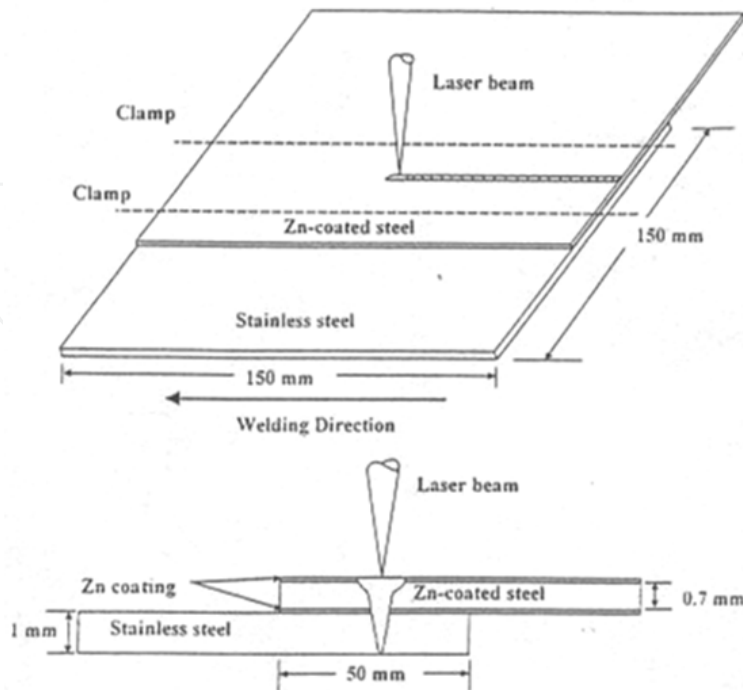 Laser beam
Clamp
Clamp
Zn-coated steel
150 mm
Stainless steel
150 mm
Welding Direction
Laser beam
Zn coating
Zn-coated steel
0.7 mm
1 mm
Stainless steel
50 mm